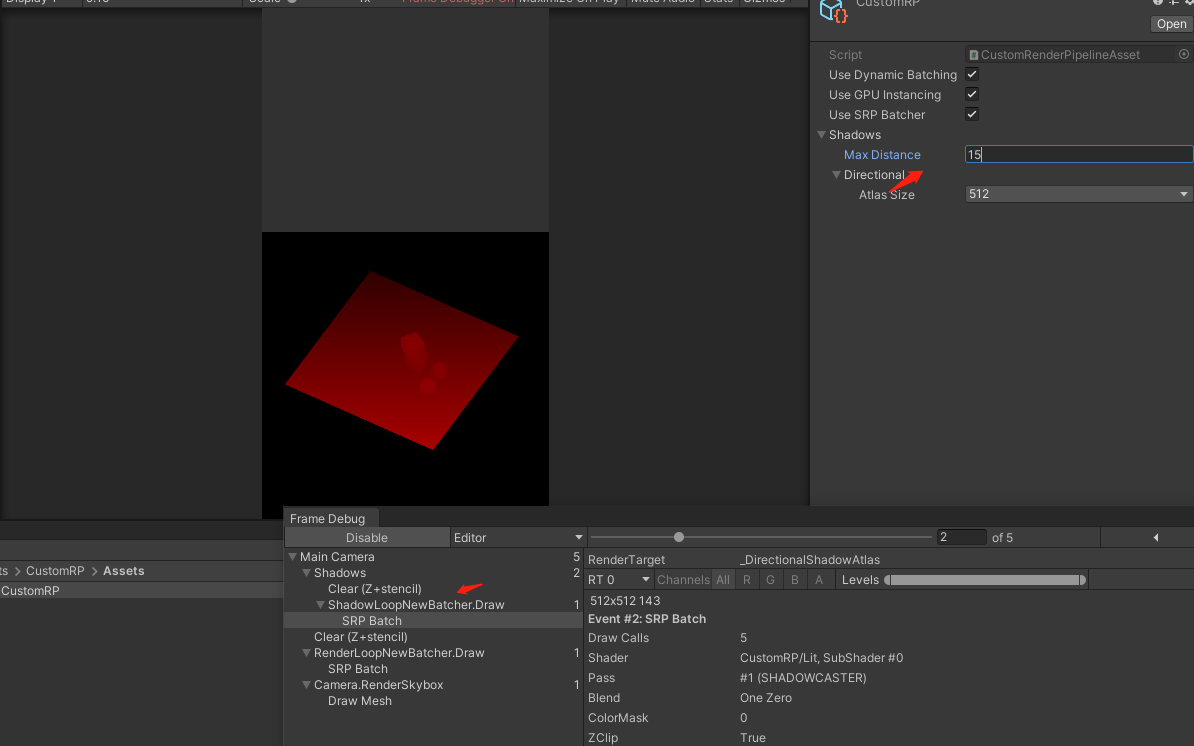 Frame Debugger On Maximize On Play Mute Audio Stats Gizmos
CustomRP
Open
Script CustomRenderPipelineAsset
Use Dynamic Batching
Use GPU Instancing
Use SRP Batcher
Shadows
Max Distance 15
Directional
Atlas Size 512
Frame Debug
Disable Editor 2 of 5
Main Camera 5
Shadows 2
Clear (Z+stencil)
ShadowLoopNewBatcher.Draw 1
SRP Batch
Clear (Z+stencil)
RenderLoopNewBatcher.Draw 1
SRP Batch
Camera.RenderSkybox 1
Draw Mesh
ts > CustomRP > Assets
CustomRP
RenderTarget _DirectionalShadowAtlas
RT 0 Channels All R G B A Levels
512x512 143
Event #2: SRP Batch
Draw Calls 5
Shader CustomRP/Lit, SubShader #0
Pass #1 (SHADOWCASTER)
Blend One Zero
ColorMask 0
ZClip True